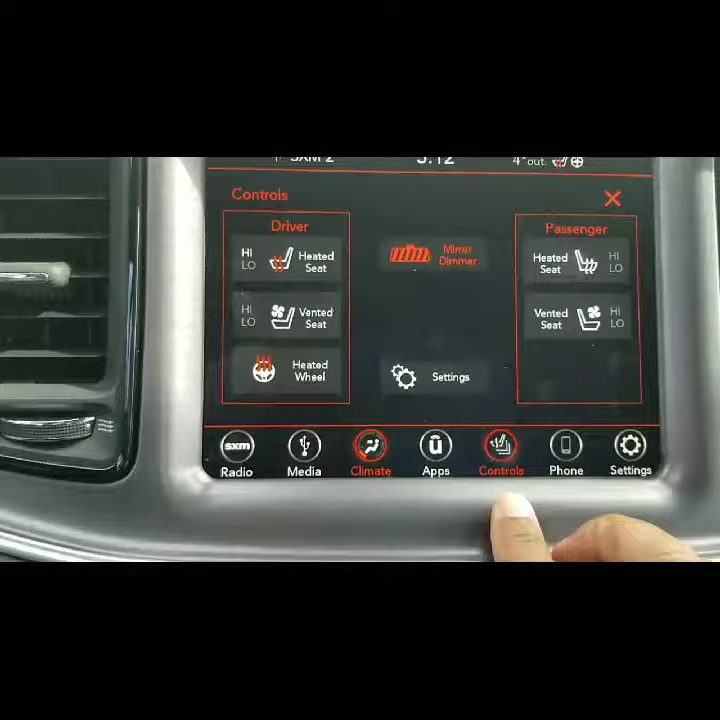 SXM 2 5:12 4° out.
Controls
Driver
Passenger
HI
LO
Heated
Seat
Mirror
Dimmer
Heated
Seat
HI
LO
HI
LO
Vented
Seat
Vented
Seat
HI
LO
Heated
Wheel
Settings
sxm
Radio
Media
Climate
ū
Apps
Controls
Phone
Settings